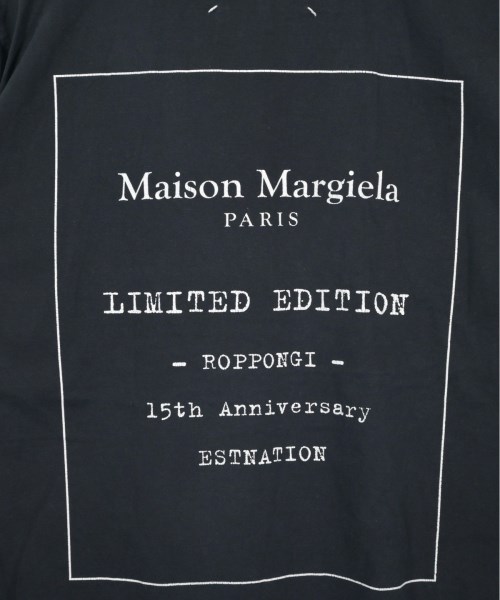 Maison Margiela
PARIS
LIMITED EDITION
- ROPPONGI -
15th Anniversary
ESTNATION